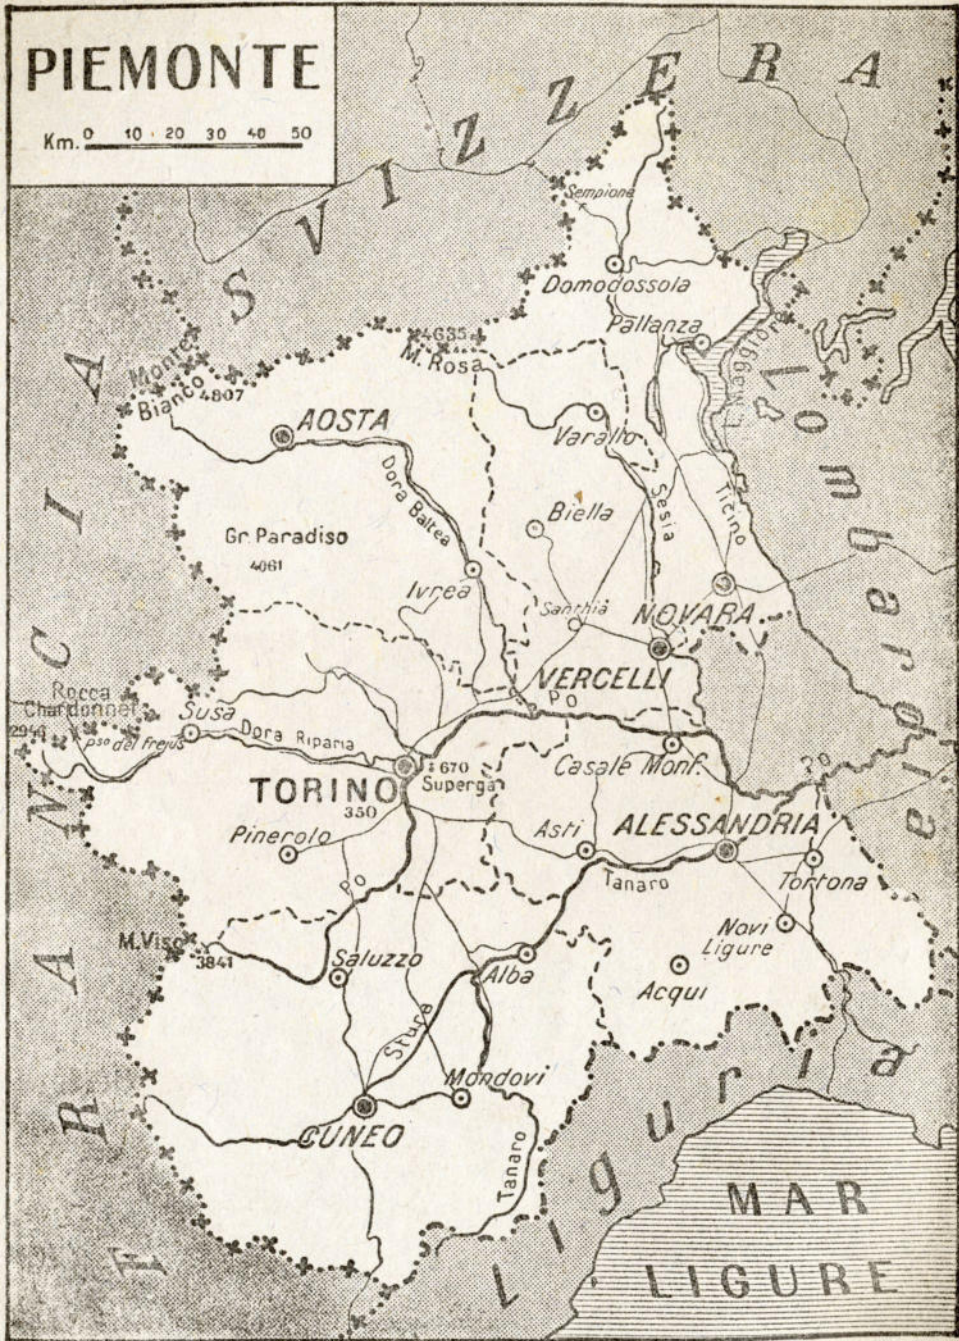 PIEMONTE
Km. 0 10 20 30 40 50
SVIZZERA
Sempione
Domodossola
Pallanza
L. Maggiore
4635
M. Rosa
Monte
Bianco
4807
AOSTA
Varallo
Dora Baltea
Sesia
Ticino
Lombardia
Biella
Gr. Paradiso
4061
Ivrea
Santhià
NOVARA
VERCELLI
Po
Rocca
Chardonnet
2949
Pso del Frejus
Susa
Dora Riparia
TORINO
350
670
Superga
Casale Monf.
Po
Pinerolo
Asti
ALESSANDRIA
Tanaro
Tortona
Po
Novi
Ligure
M. Viso
3841
Saluzzo
Alba
Acqui
Stura
Mondovi
CUNEO
Tanaro
FRANCIA
Liguria
MAR
LIGURE